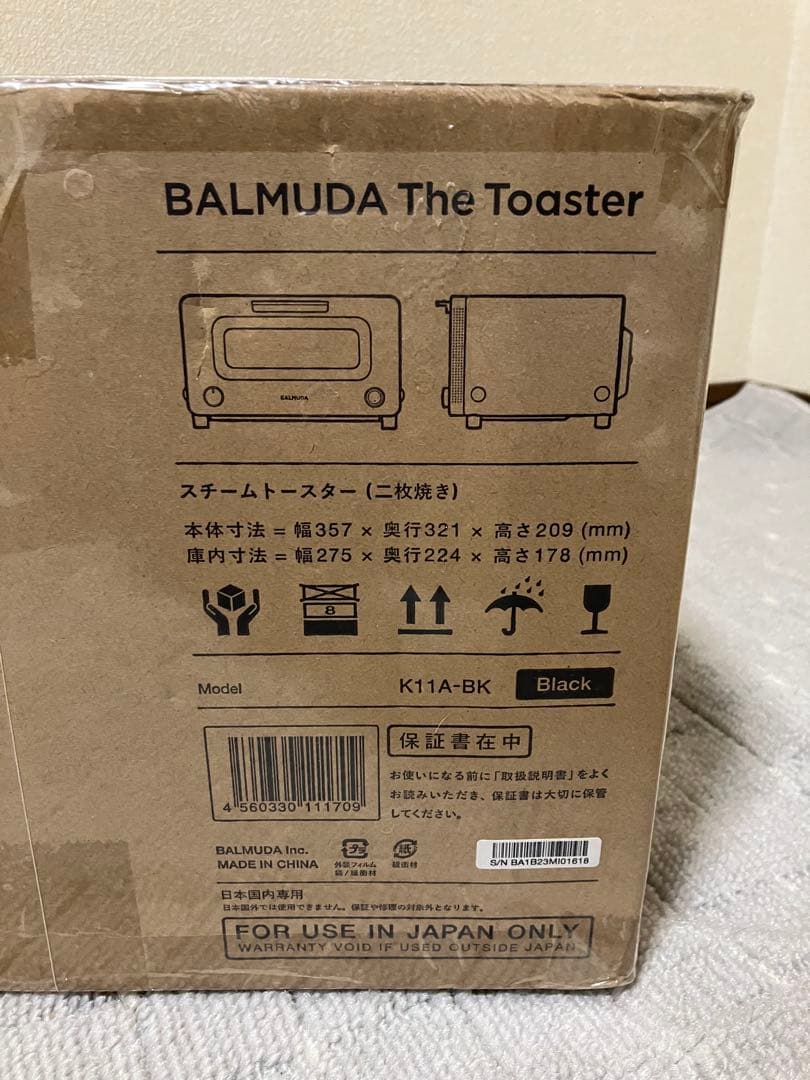 BALMUDA The Toaster
BALMUDA
スチームトースター (二枚焼き)
本体寸法 = 幅357 × 奥行321 × 高さ209 (mm)
庫内寸法 = 幅275 × 奥行224 × 高さ178 (mm)
8
Model K11A-BK Black
保証書在中
お使いになる前に「取扱説明書」をよく
お読みいただき、保証書は大切に保管
してください。
4 560330 111709
BALMUDA Inc.
MADE IN CHINA
プラ
外装フィルム
袋/緩衝材
紙
緩衝材
S/N BA1B23MI01618
日本国内専用
日本国外では使用できません。保証や修理の対象外となります。
FOR USE IN JAPAN ONLY
WARRANTY VOID IF USED OUTSIDE JAPAN